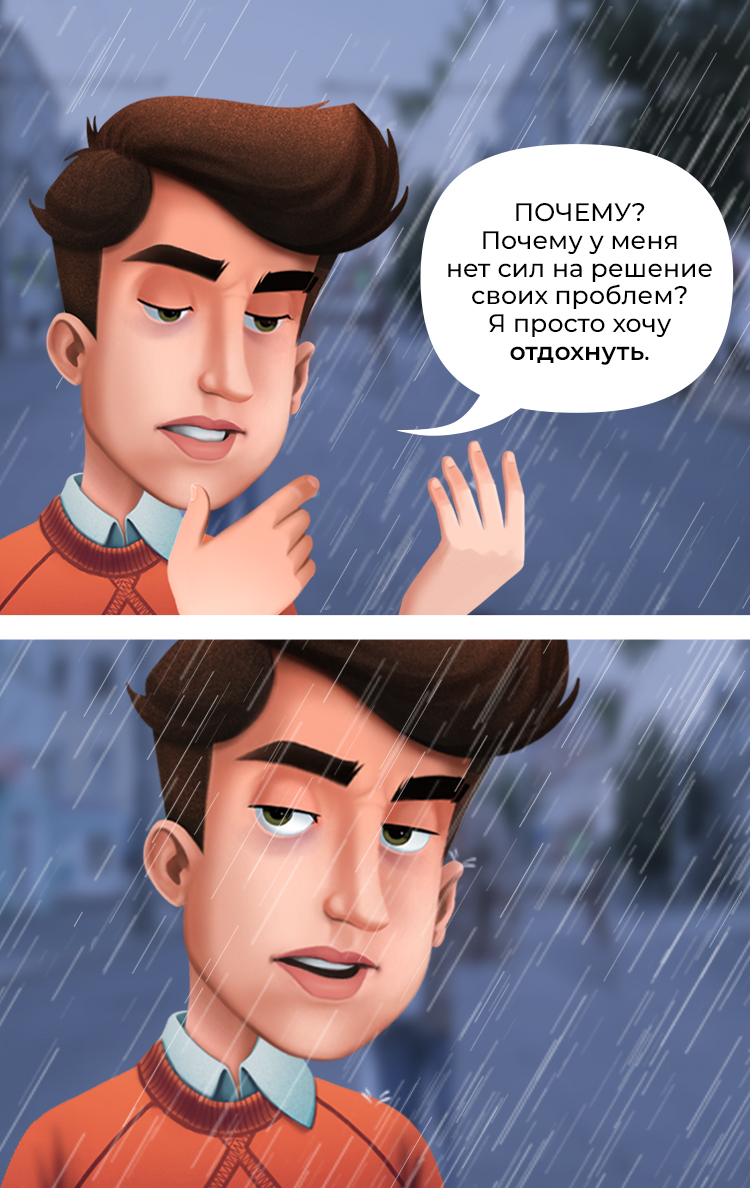 ПОЧЕМУ?
Почему у меня
нет сил на решение
своих проблем?
Я просто хочу
отдохнуть.